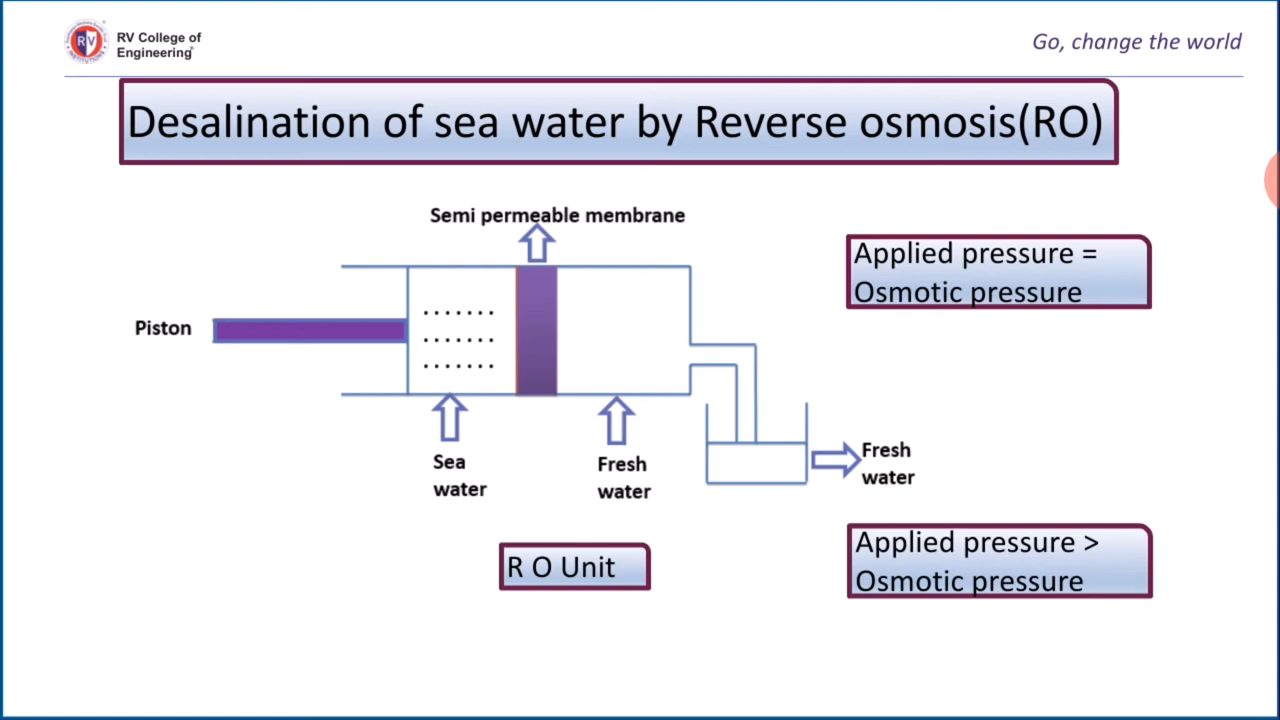 RV College of
Engineering
Go, change the world
Desalination of sea water by Reverse osmosis(RO)
Semi permeable membrane
Applied pressure =
Osmotic pressure
Piston
Sea
water
Fresh
water
Fresh
water
R O Unit
Applied pressure >
Osmotic pressure